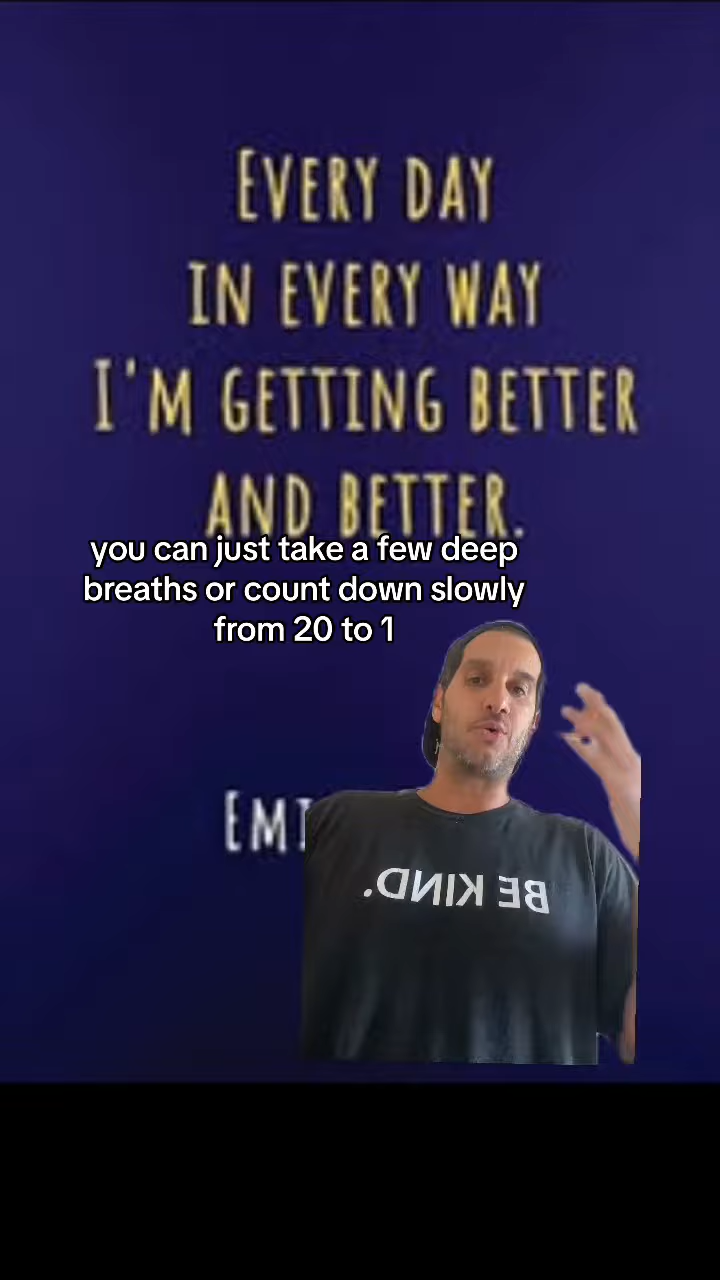 EVERY DAY
IN EVERY WAY
I'M GETTING BETTER
AND BETTER.
you can just take a few deep
breaths or count down slowly
from 20 to 1
BE KIND.